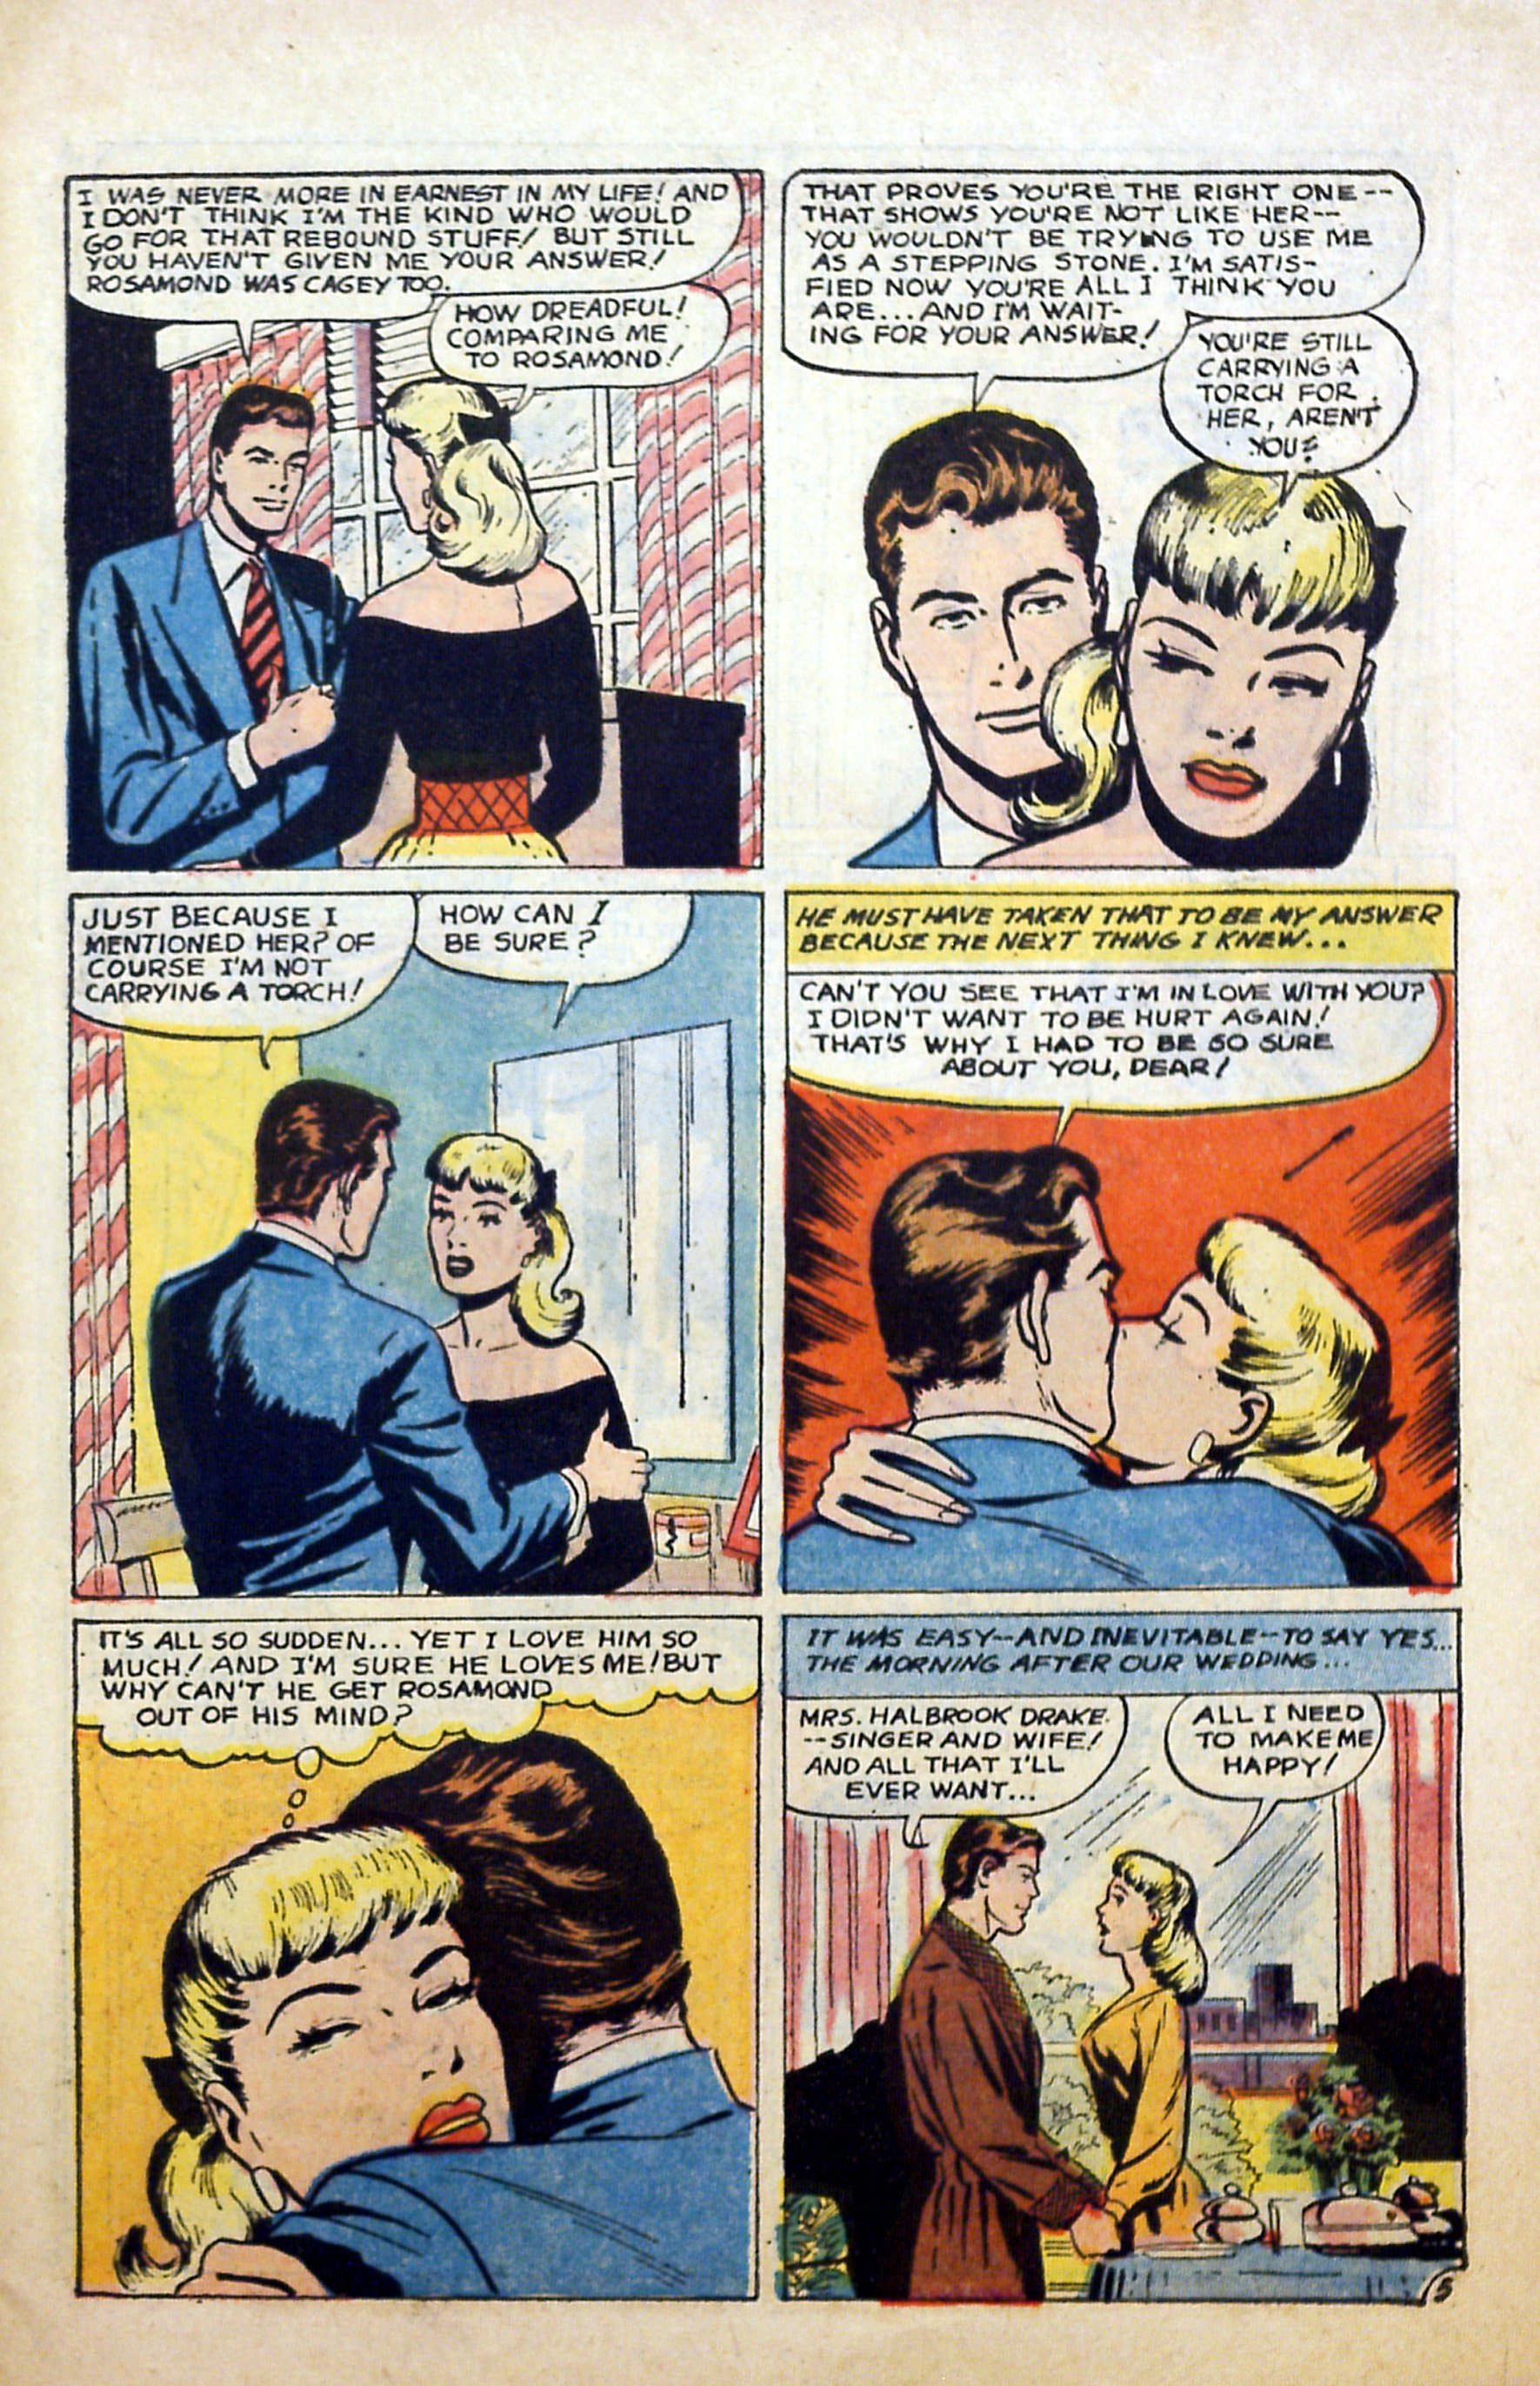 I WAS NEVER MORE IN EARNEST IN MY LIFE! AND
I DON'T THINK I'M THE KIND WHO WOULD
GO FOR THAT REBOUND STUFF! BUT STILL
YOU HAVEN'T GIVEN ME YOUR ANSWER!
ROSAMOND WAS CAGEY TOO.
HOW DREADFUL!
COMPARING ME
TO ROSAMOND!
THAT PROVES YOU'RE THE RIGHT ONE--
THAT SHOWS YOU'RE NOT LIKE HER--
YOU WOULDN'T BE TRYING TO USE ME
AS A STEPPING STONE. I'M SATIS-
FIED NOW YOU'RE ALL I THINK YOU
ARE... AND I'M WAIT-
ING FOR YOUR ANSWER!
YOU'RE STILL
CARRYING A
TORCH FOR
HER, AREN'T
YOU?
JUST BECAUSE I
MENTIONED HER? OF
COURSE I'M NOT
CARRYING A TORCH!
HOW CAN I
BE SURE?
HE MUST HAVE TAKEN THAT TO BE MY ANSWER
BECAUSE THE NEXT THING I KNEW...
CAN'T YOU SEE THAT I'M IN LOVE WITH YOU?
I DIDN'T WANT TO BE HURT AGAIN!
THAT'S WHY I HAD TO BE SO SURE
ABOUT YOU, DEAR!
IT'S ALL SO SUDDEN... YET I LOVE HIM SO
MUCH! AND I'M SURE HE LOVES ME! BUT
WHY CAN'T HE GET ROSAMOND
OUT OF HIS MIND?
IT WAS EASY--AND INEVITABLE--TO SAY YES...
THE MORNING AFTER OUR WEDDING...
MRS. HALBROOK DRAKE
--SINGER AND WIFE!
AND ALL THAT I'LL
EVER WANT...
ALL I NEED
TO MAKE ME
HAPPY!
5